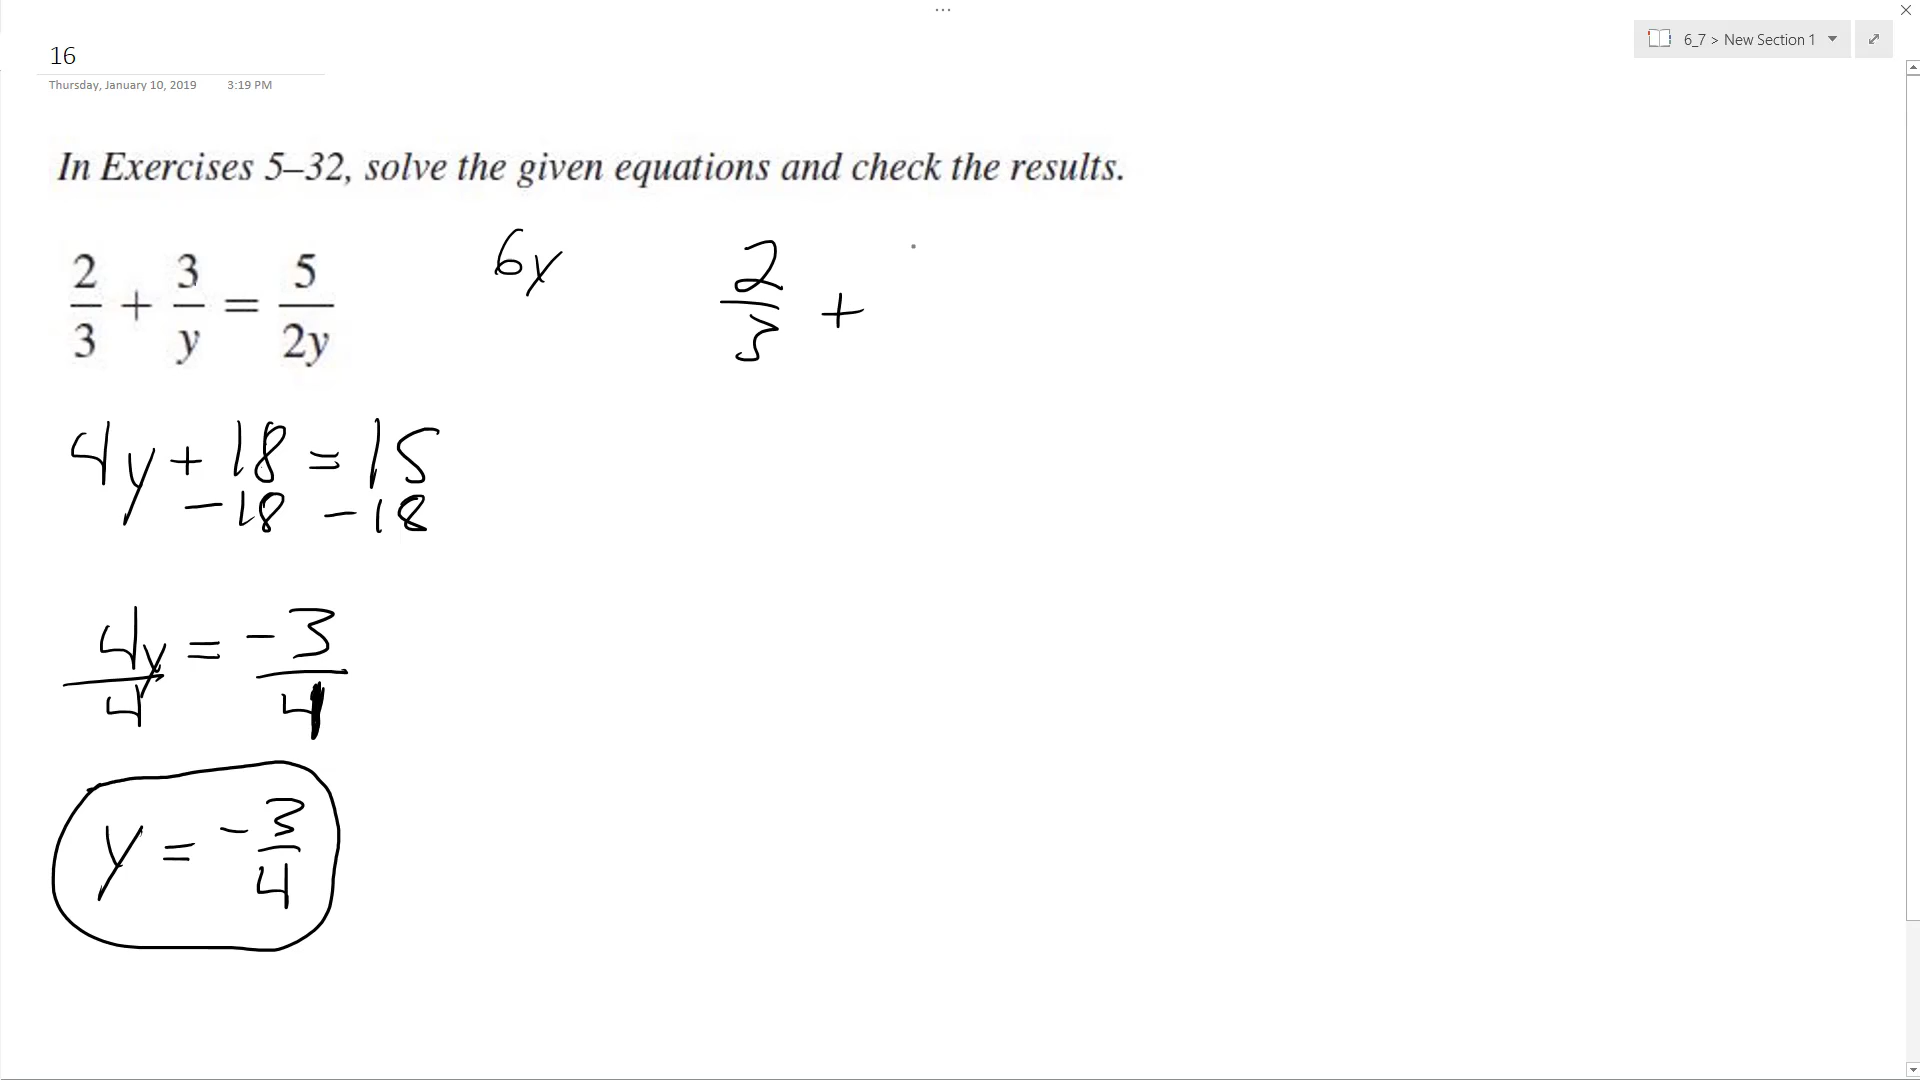 ...
6_7 > New Section 1
16
Thursday, January 10, 2019 3:19 PM
In Exercises 5–32, solve the given equations and check the results.
2/3 + 3/y = 5/2y
6y
2/3 +
4y + 18 = 15
-18 -18
4y/4 = -3/4
y = -3/4